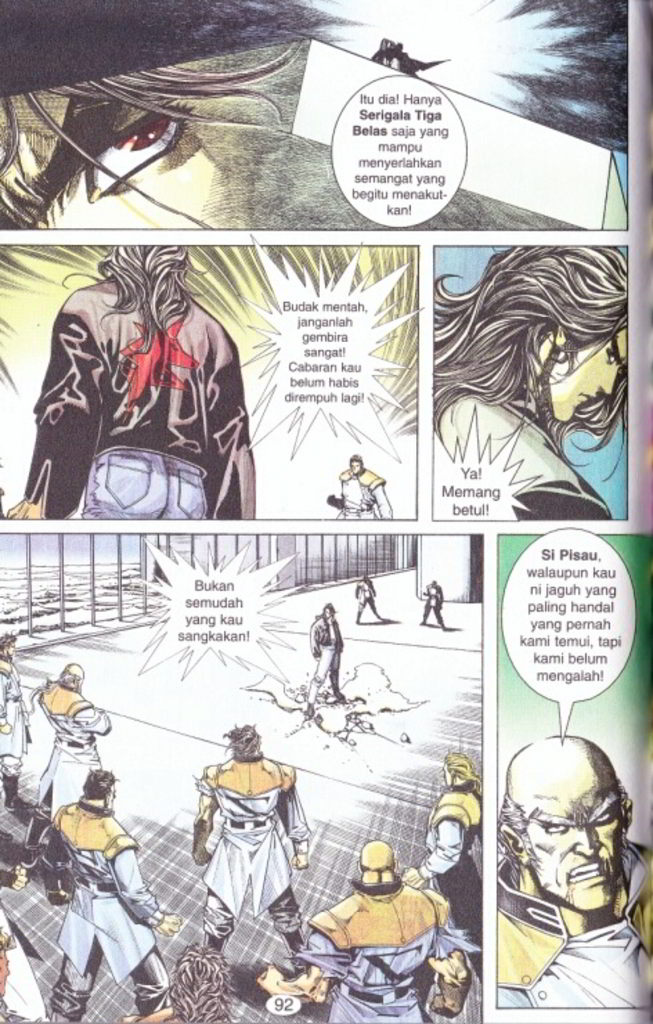 Itu dia! Hanya
Serigala Tiga
Belas saja yang
mampu
menyerlahkan
semangat yang
begitu menakut-
kan!
Budak mentah,
janganlah
gembira
sangat!
Cabaran kau
belum habis
dirempuh lagi!
Ya!
Memang
betul!
Bukan
semudah
yang kau
sangkakan!
Si Pisau,
walaupun kau
ni jaguh yang
paling handal
yang pernah
kami temui, tapi
kami belum
mengalah!
92